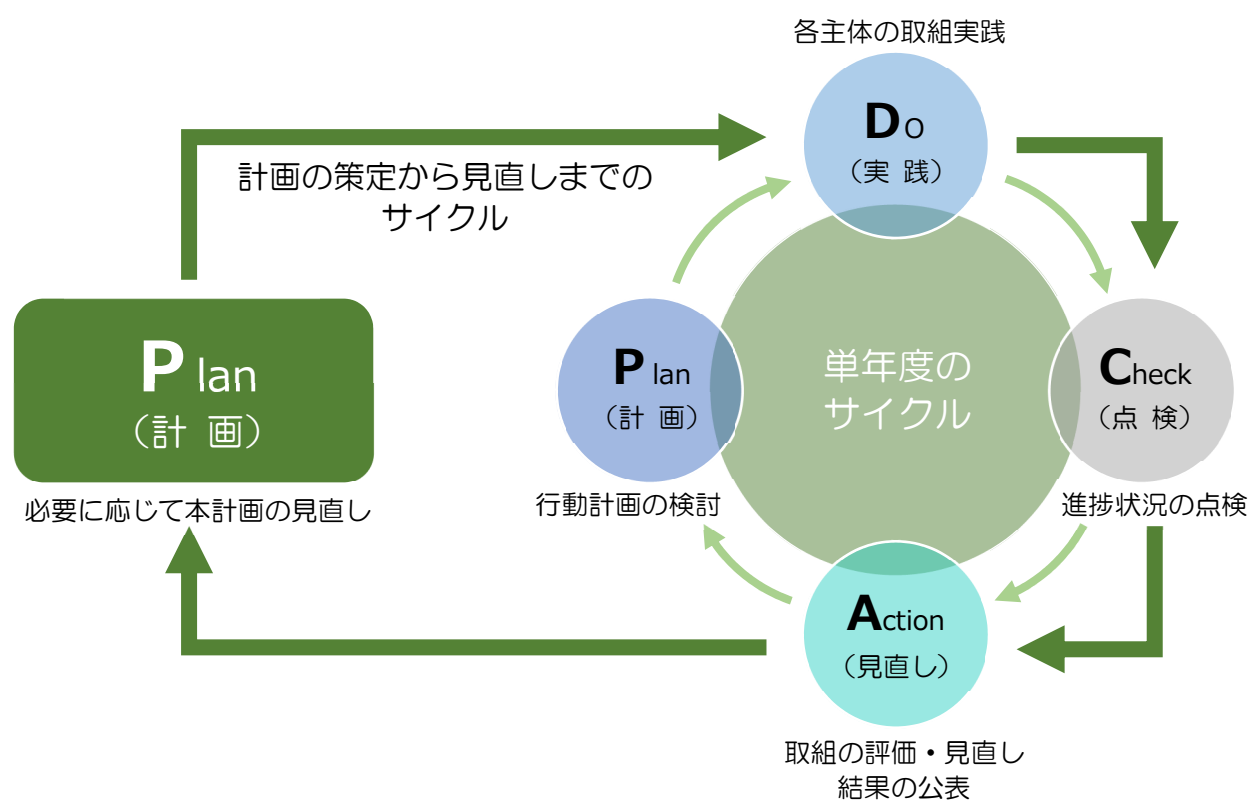 各主体の取組実践
Do
（実 践）
計画の策定から見直しまでの
サイクル
Plan
（計 画）
必要に応じて本計画の見直し
Plan
（計 画）
行動計画の検討
単年度の
サイクル
Check
（点 検）
進捗状況の点検
Action
（見直し）
取組の評価・見直し
結果の公表